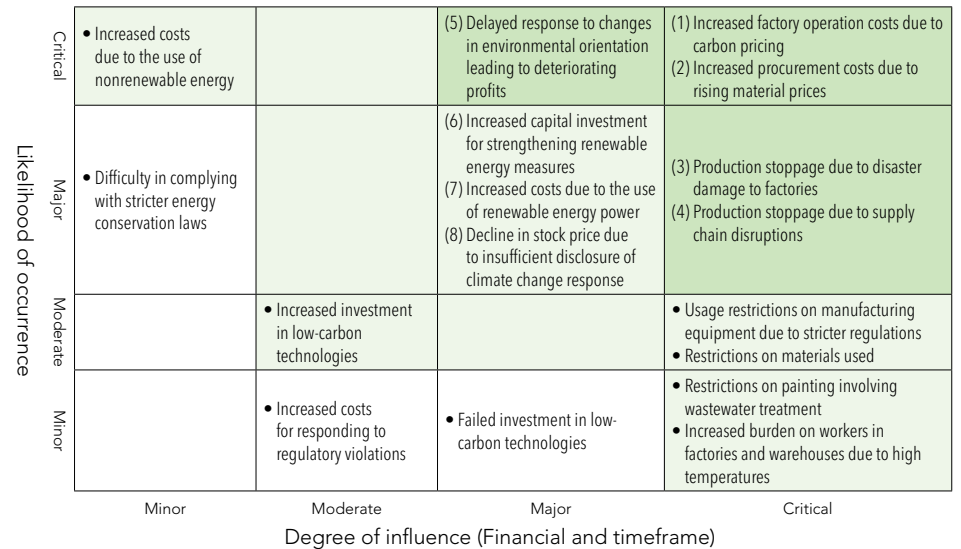 Likelihood of occurrence
Critical
• Increased costs
due to the use of
nonrenewable energy
(5) Delayed response to changes
in environmental orientation
leading to deteriorating
profits
(1) Increased factory operation costs due to
carbon pricing
(2) Increased procurement costs due to
rising material prices
Major
• Difficulty in complying
with stricter energy
conservation laws
(6) Increased capital investment
for strengthening renewable
energy measures
(7) Increased costs due to the use
of renewable energy power
(8) Decline in stock price due
to insufficient disclosure of
climate change response
(3) Production stoppage due to disaster
damage to factories
(4) Production stoppage due to supply
chain disruptions
Moderate
• Increased investment
in low-carbon
technologies
• Usage restrictions on manufacturing
equipment due to stricter regulations
• Restrictions on materials used
Minor
• Increased costs
for responding to
regulatory violations
• Failed investment in low-
carbon technologies
• Restrictions on painting involving
wastewater treatment
• Increased burden on workers in
factories and warehouses due to high
temperatures
Minor
Moderate
Major
Critical
Degree of influence (Financial and timeframe)